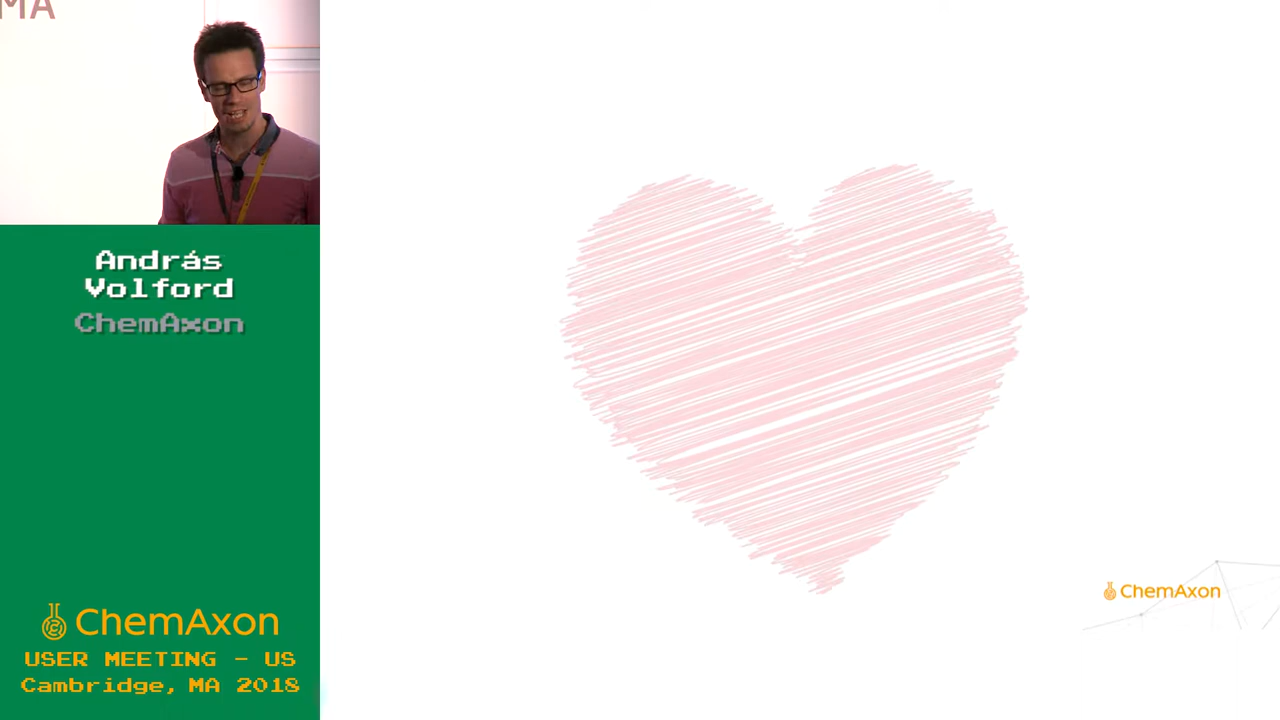 MA
András
Volford
ChemAxon
ChemAxon
USER MEETING - US
Cambridge, MA 2018
ChemAxon